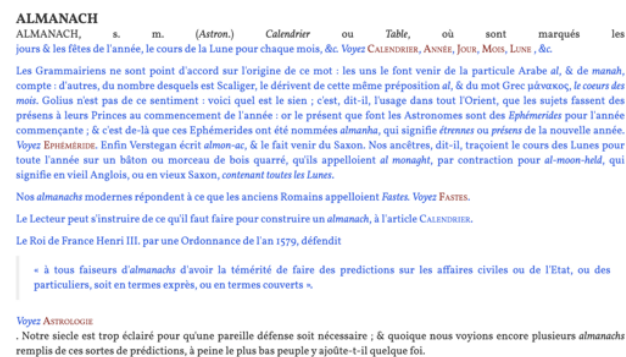 ALMANACH
ALMANACH, s. m. (Astron.) Calendrier ou Table, où sont marqués les
jours & les fêtes de l'année, le cours de la Lune pour chaque mois, &c. Voyez CALENDRIER, ANNÉE, JOUR, MOIS, LUNE , &c.
Les Grammairiens ne sont point d'accord sur l'origine de ce mot : les uns le font venir de la particule Arabe al, & de manah,
compte : d'autres, du nombre desquels est Scaliger, le dérivent de cette même préposition al, & du mot Grec μάνακος, le coeurs des
mois. Golius n'est pas de ce sentiment : voici quel est le sien ; c'est, dit-il, l'usage dans tout l'Orient, que les sujets fassent des
présens à leurs Princes au commencement de l'année : or le présent que font les Astronomes sont des Ephémerides pour l'année
commençante ; & c'est de-là que ces Ephémerides ont été nommées almanha, qui signifie étrennes ou présens de la nouvelle année.
Voyez EPHÉMÉRIDE. Enfin Verstegan écrit almon-ac, & le fait venir du Saxon. Nos ancêtres, dit-il, traçoient le cours des Lunes pour
toute l'année sur un bâton ou morceau de bois quarré, qu'ils appelloient al monaght, par contraction pour al-moon-held, qui
signifie en vieil Anglois, ou en vieux Saxon, contenant toutes les Lunes.
Nos almanachs modernes répondent à ce que les anciens Romains appelloient Fastes. Voyez FASTES.
Le Lecteur peut s'instruire de ce qu'il faut faire pour construire un almanach, à l'article CALENDRIER.
Le Roi de France Henri III. par une Ordonnance de l'an 1579, défendit
« à tous faiseurs d'almanachs d'avoir la témérité de faire des predictions sur les affaires civiles ou de l'Etat, ou des
particuliers, soit en termes exprès, ou en termes couverts ».
Voyez ASTROLOGIE
. Notre siecle est trop éclairé pour qu'une pareille défense soit nécessaire ; & quoique nous voyions encore plusieurs almanachs
remplis de ces sortes de prédictions, à peine le plus bas peuple y ajoûte-t-il quelque foi.